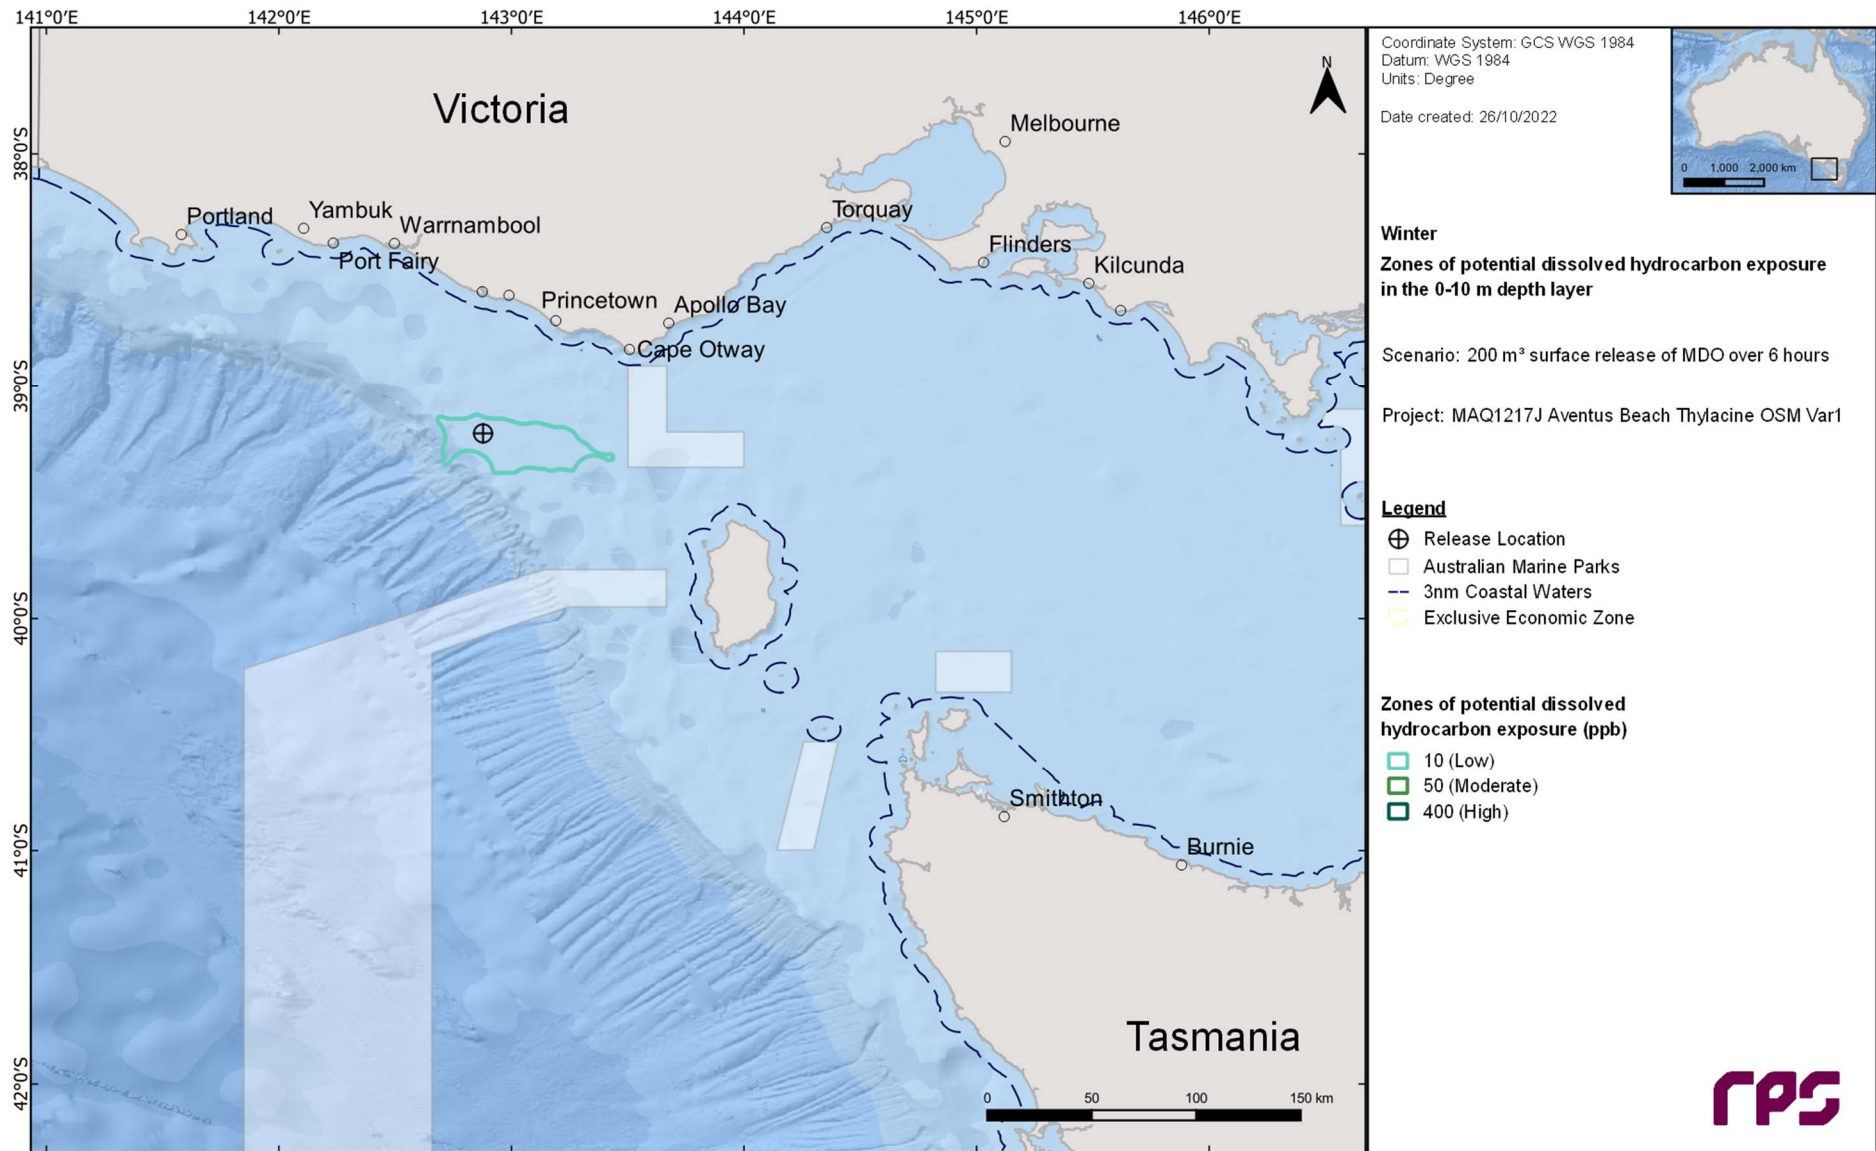 141°0'E
142°0'E
143°0'E
144°0'E
145°0'E
146°0'E
38°0'S
39°0'S
40°0'S
41°0'S
42°0'S
Victoria
N
Melbourne
Portland
Yambuk
Warrnambool
Port Fairy
Torquay
Flinders
Kilcunda
Princetown
Apollo Bay
Cape Otway
Smithton
Burnie
Tasmania
0 50 100 150 km
Coordinate System: GCS WGS 1984
Datum: WGS 1984
Units: Degree
Date created: 26/10/2022
0 1,000 2,000 km
Winter
Zones of potential dissolved hydrocarbon exposure
in the 0-10 m depth layer
Scenario: 200 m³ surface release of MDO over 6 hours
Project: MAQ1217J Aventus Beach Thylacine OSM Var1
Legend
Release Location
Australian Marine Parks
3nm Coastal Waters
Exclusive Economic Zone
Zones of potential dissolved
hydrocarbon exposure (ppb)
10 (Low)
50 (Moderate)
400 (High)
rps